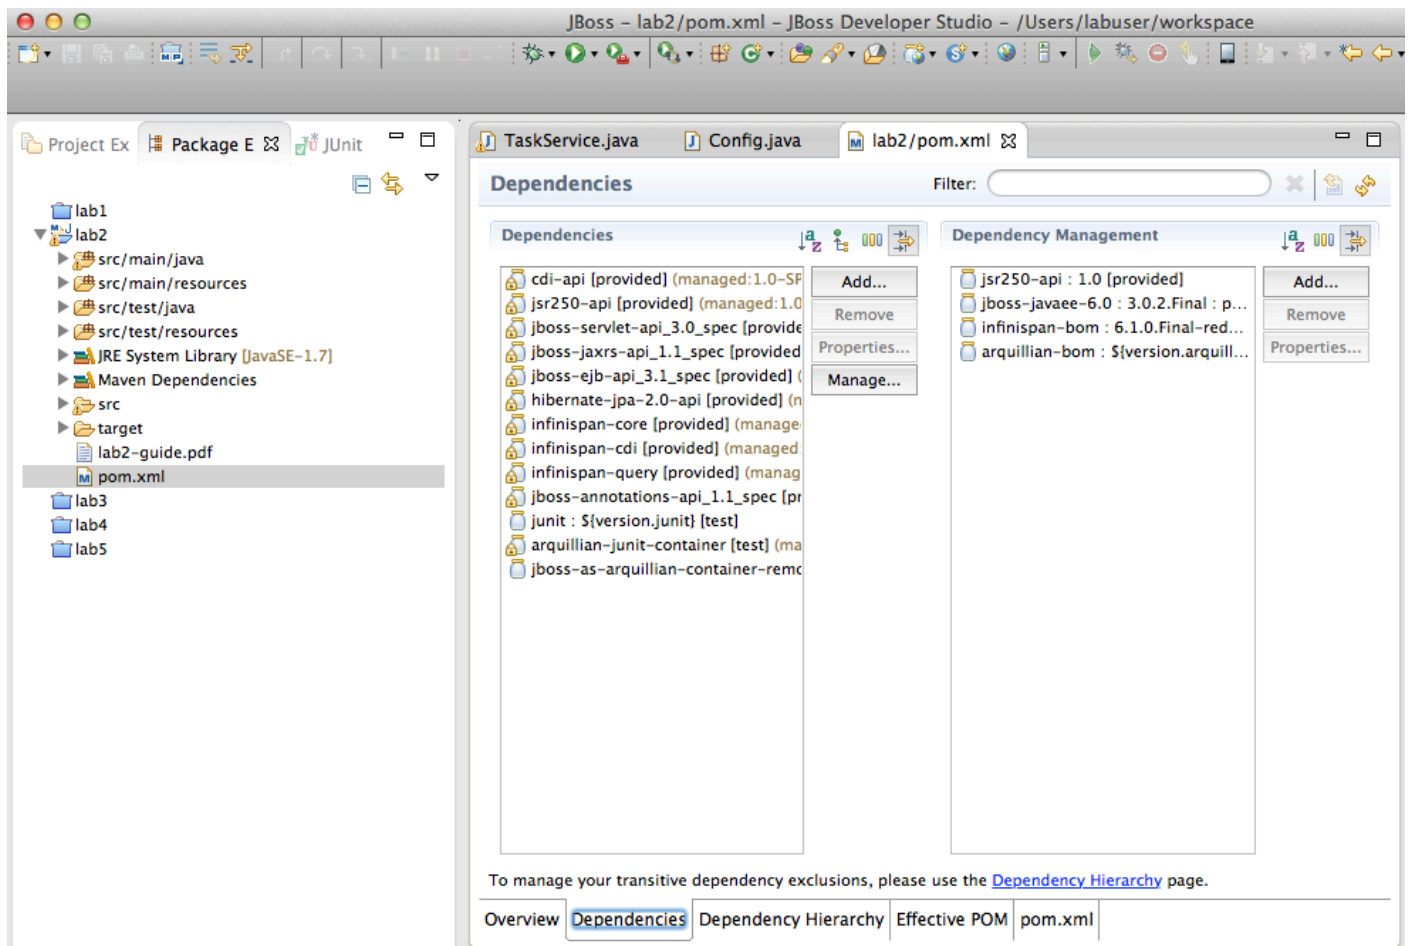 JBoss – lab2/pom.xml – JBoss Developer Studio – /Users/labuser/workspace
Project Ex
Package E
JUnit
lab1
lab2
src/main/java
src/main/resources
src/test/java
src/test/resources
JRE System Library [JavaSE-1.7]
Maven Dependencies
src
target
lab2-guide.pdf
pom.xml
lab3
lab4
lab5
TaskService.java
Config.java
lab2/pom.xml
Dependencies
Filter:
Dependencies
cdi-api [provided] (managed:1.0-SP
jsr250-api [provided] (managed:1.0
jboss-servlet-api_3.0_spec [provide
jboss-jaxrs-api_1.1_spec [provided
jboss-ejb-api_3.1_spec [provided] (
hibernate-jpa-2.0-api [provided] (n
infinispan-core [provided] (manage
infinispan-cdi [provided] (managed:
infinispan-query [provided] (manag
jboss-annotations-api_1.1_spec [pr
junit : ${version.junit} [test]
arquillian-junit-container [test] (ma
jboss-as-arquillian-container-remo
Add...
Remove
Properties...
Manage...
Dependency Management
jsr250-api : 1.0 [provided]
jboss-javaee-6.0 : 3.0.2.Final : p...
infinispan-bom : 6.1.0.Final-red...
arquillian-bom : ${version.arquill...
Add...
Remove
Properties...
To manage your transitive dependency exclusions, please use the Dependency Hierarchy page.
Overview
Dependencies
Dependency Hierarchy
Effective POM
pom.xml